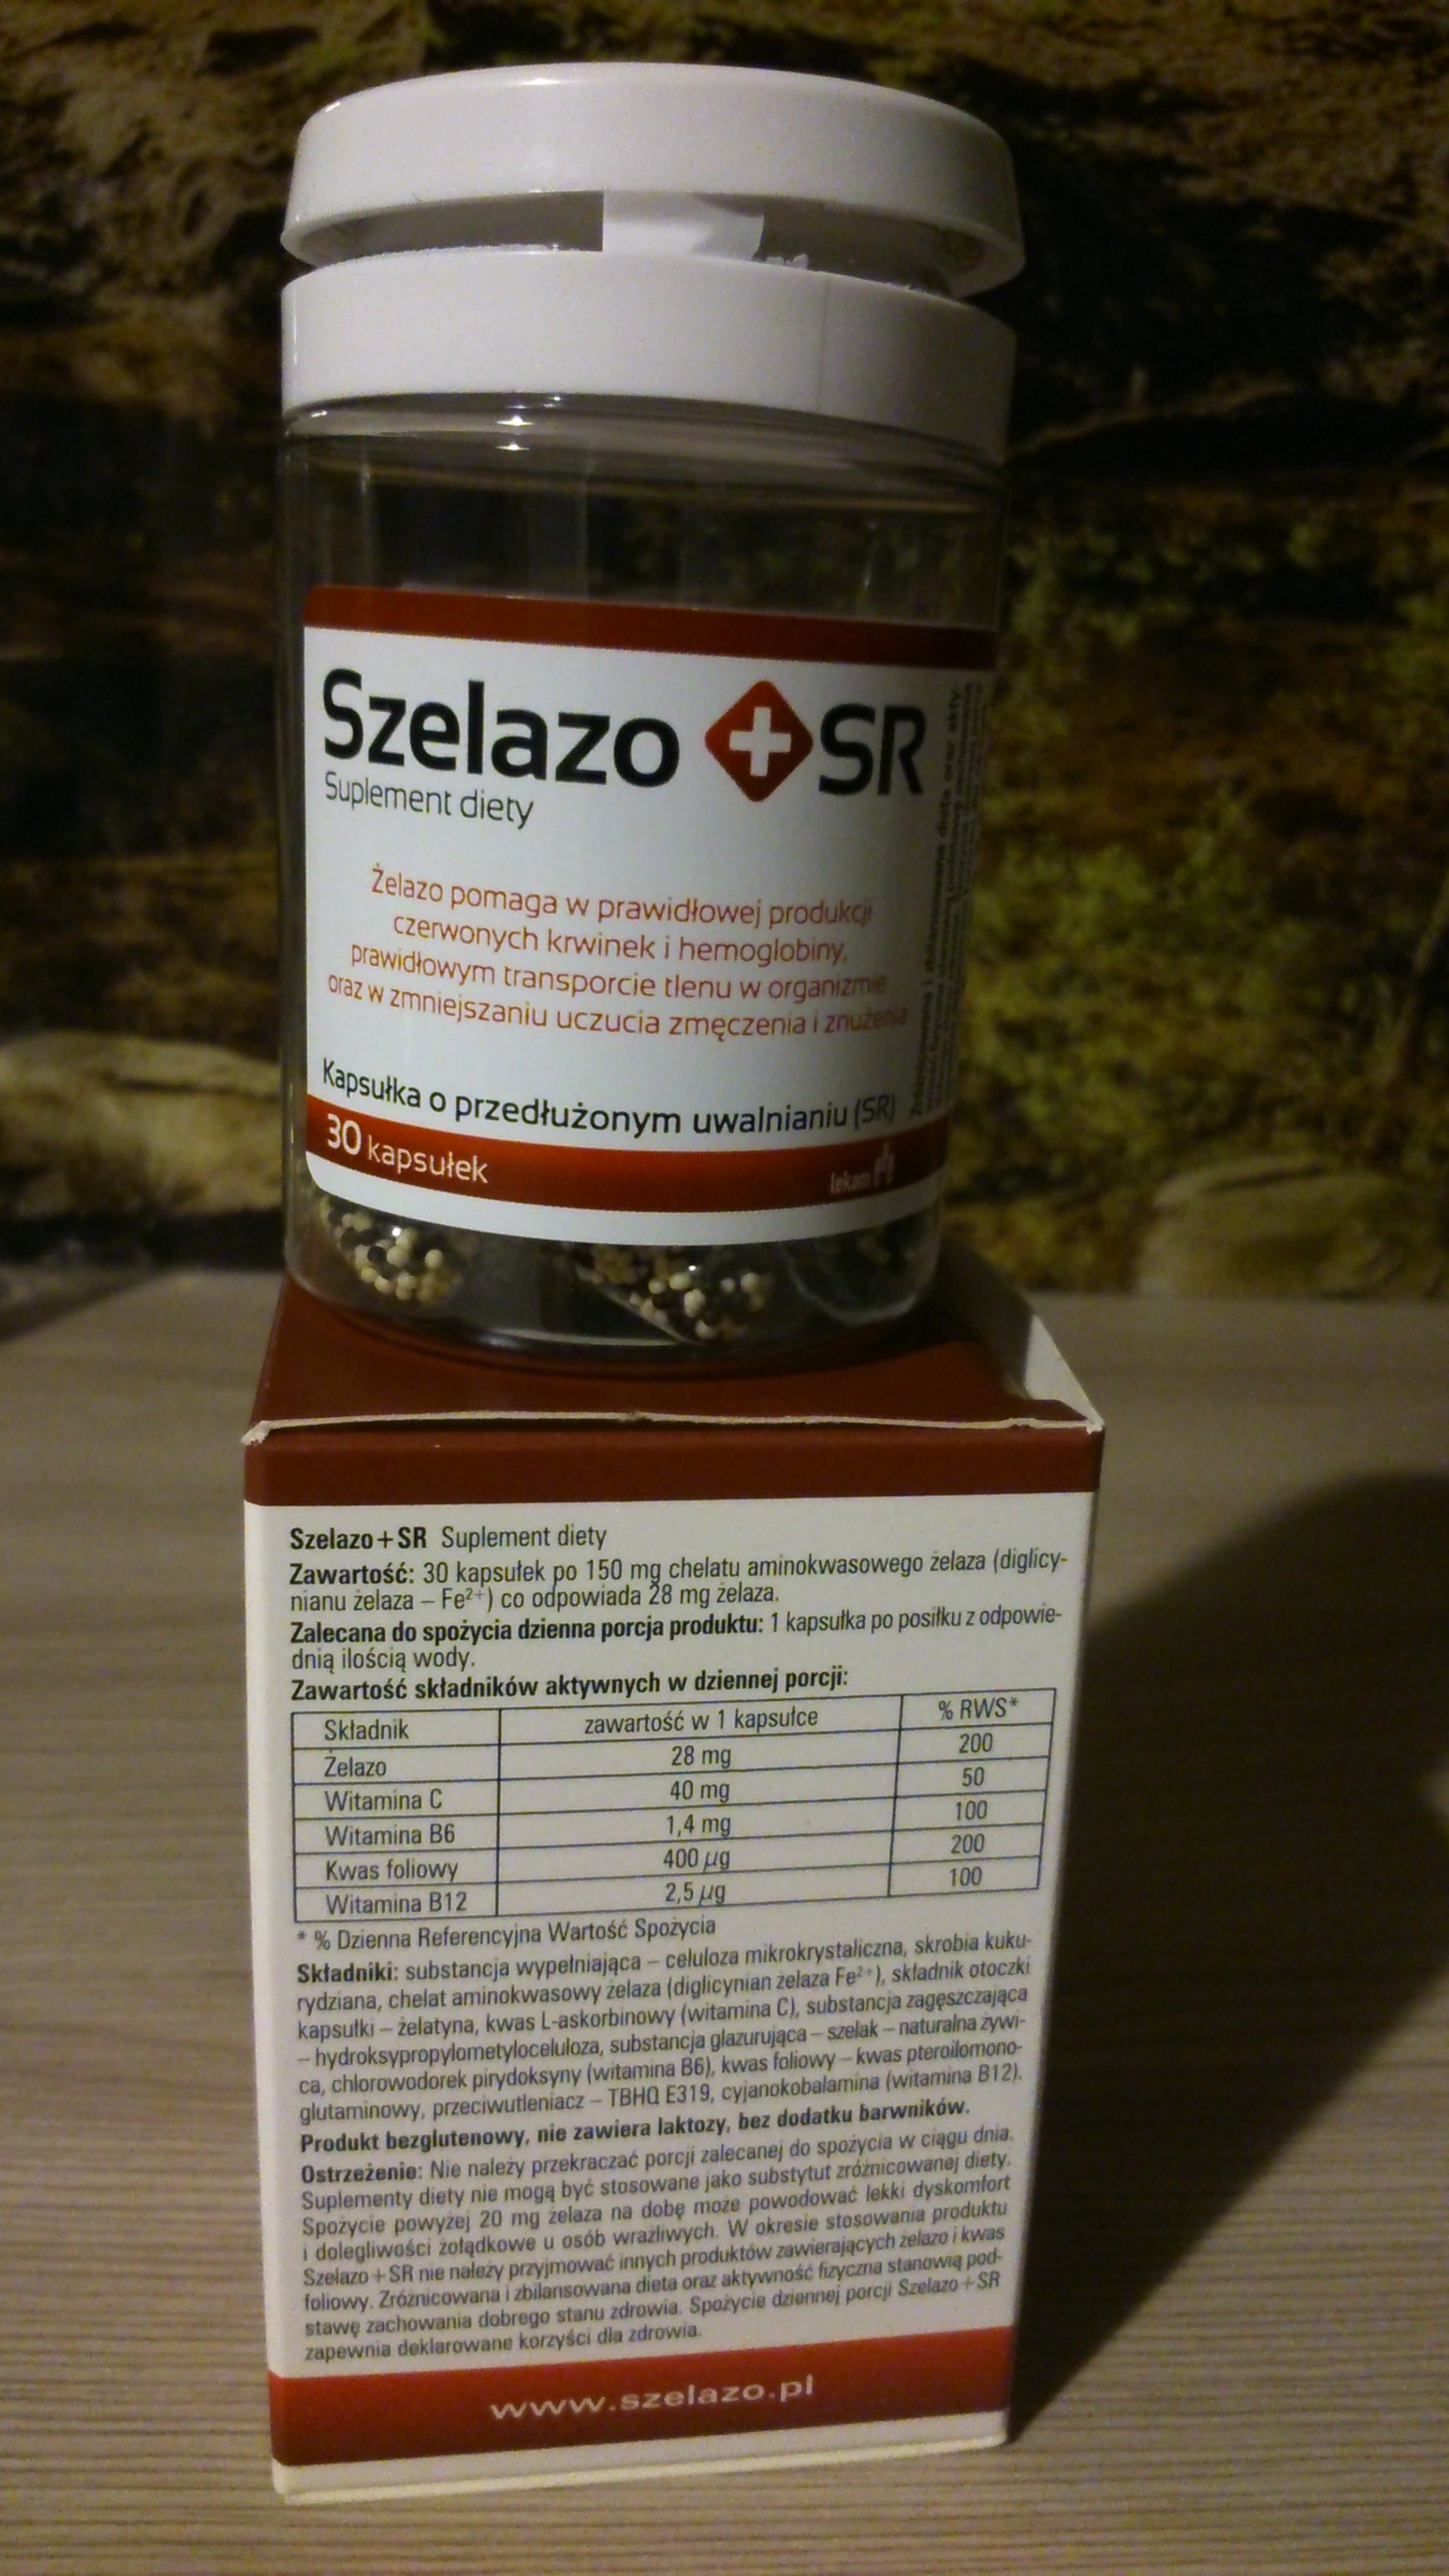 Szelazo + SR
Suplement diety
Żelazo pomaga w prawidłowej produkcji
czerwonych krwinek i hemoglobiny,
prawidłowym transporcie tlenu w organizmie
oraz w zmniejszaniu uczucia zmęczenia i znużenia
Kapsułka o przedłużonym uwalnianiu (SR)
30 kapsułek
lekam
Szelazo+SR Suplement diety
Zawartość: 30 kapsułek po 150 mg chelatu aminokwasowego żelaza (diglicy-
nianu żelaza – Fe²⁺) co odpowiada 28 mg żelaza.
Zalecana do spożycia dzienna porcja produktu: 1 kapsułka po posiłku z odpowie-
dnią ilością wody.
Zawartość składników aktywnych w dziennej porcji:
Składnik zawartość w 1 kapsułce % RWS*
Żelazo 28 mg 200
Witamina C 40 mg 50
Witamina B6 1,4 mg 100
Kwas foliowy 400 µg 200
Witamina B12 2,5 µg 100
* % Dzienna Referencyjna Wartość Spożycia
Składniki: substancja wypełniająca – celuloza mikrokrystaliczna, skrobia kuku-
rydziana, chelat aminokwasowy żelaza (diglicynian żelaza Fe²⁺), składnik otoczki
kapsułki – żelatyna, kwas L-askorbinowy (witamina C), substancja zagęszczająca
– hydroksypropylometyloceluloza, substancja glazurująca – szelak – naturalna żywi-
ca, chlorowodorek pirydoksyny (witamina B6), kwas foliowy – kwas pteroilomono-
glutaminowy, przeciwutleniacz – TBHQ E319, cyjanokobalamina (witamina B12).
Produkt bezglutenowy, nie zawiera laktozy, bez dodatku barwników.
Ostrzeżenie: Nie należy przekraczać porcji zalecanej do spożycia w ciągu dnia.
Suplementy diety nie mogą być stosowane jako substytut zróżnicowanej diety.
Spożycie powyżej 20 mg żelaza na dobę może powodować lekki dyskomfort
i dolegliwości żołądkowe u osób wrażliwych. W okresie stosowania produktu
Szelazo+SR nie należy przyjmować innych produktów zawierających żelazo i kwas
foliowy. Zróżnicowana i zbilansowana dieta oraz aktywność fizyczna stanowią pod-
stawę zachowania dobrego stanu zdrowia. Spożycie dziennej porcji Szelazo+SR
zapewnia deklarowane korzyści dla zdrowia.
www.szelazo.pl